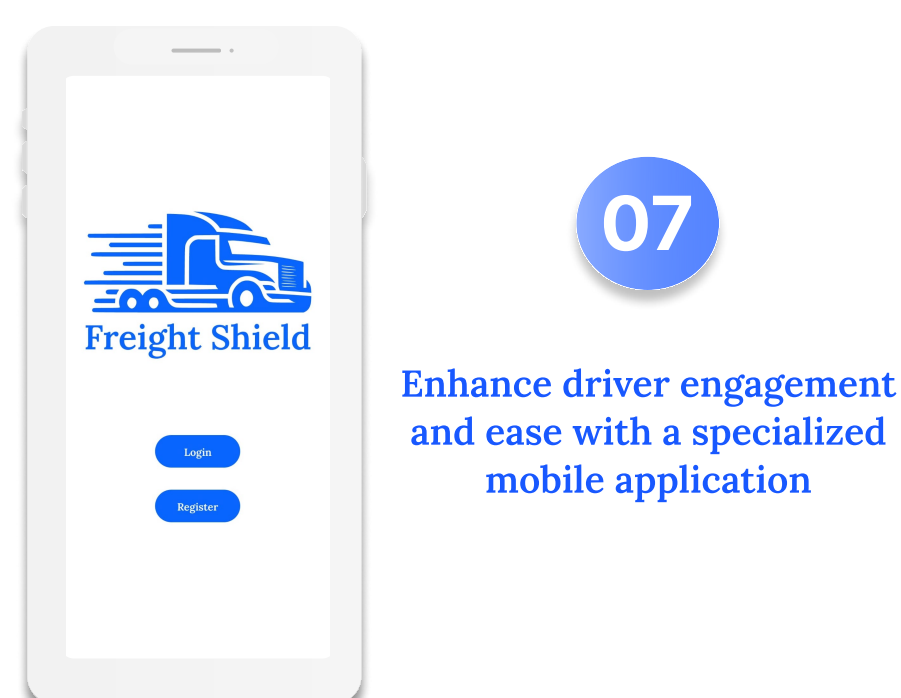 Freight Shield
Login
Register
07
Enhance driver engagement
and ease with a specialized
mobile application